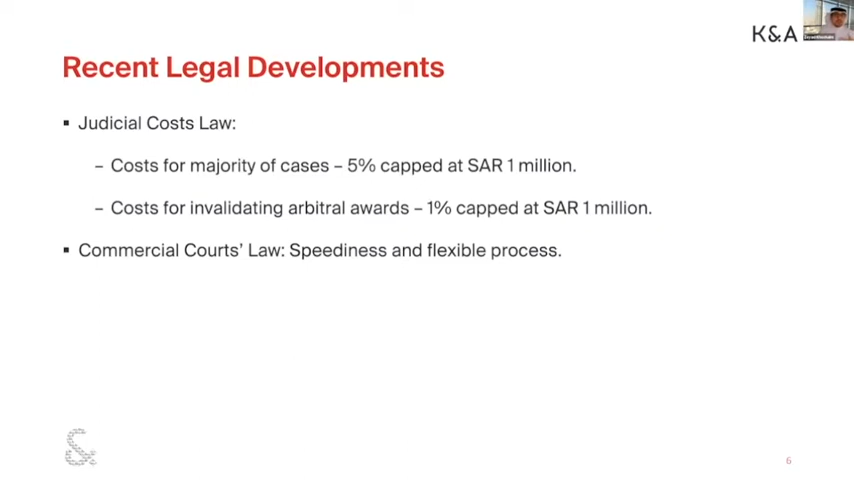 K&A
Recent Legal Developments
▪ Judicial Costs Law:
– Costs for majority of cases – 5% capped at SAR 1 million.
– Costs for invalidating arbitral awards – 1% capped at SAR 1 million.
▪ Commercial Courts' Law: Speediness and flexible process.
&
6